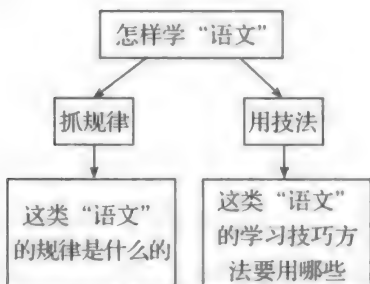 怎样学“语文”
抓规律
用技法
这类“语文”
的规律是什么的
这类“语文”
的学习技巧方
法要用哪些